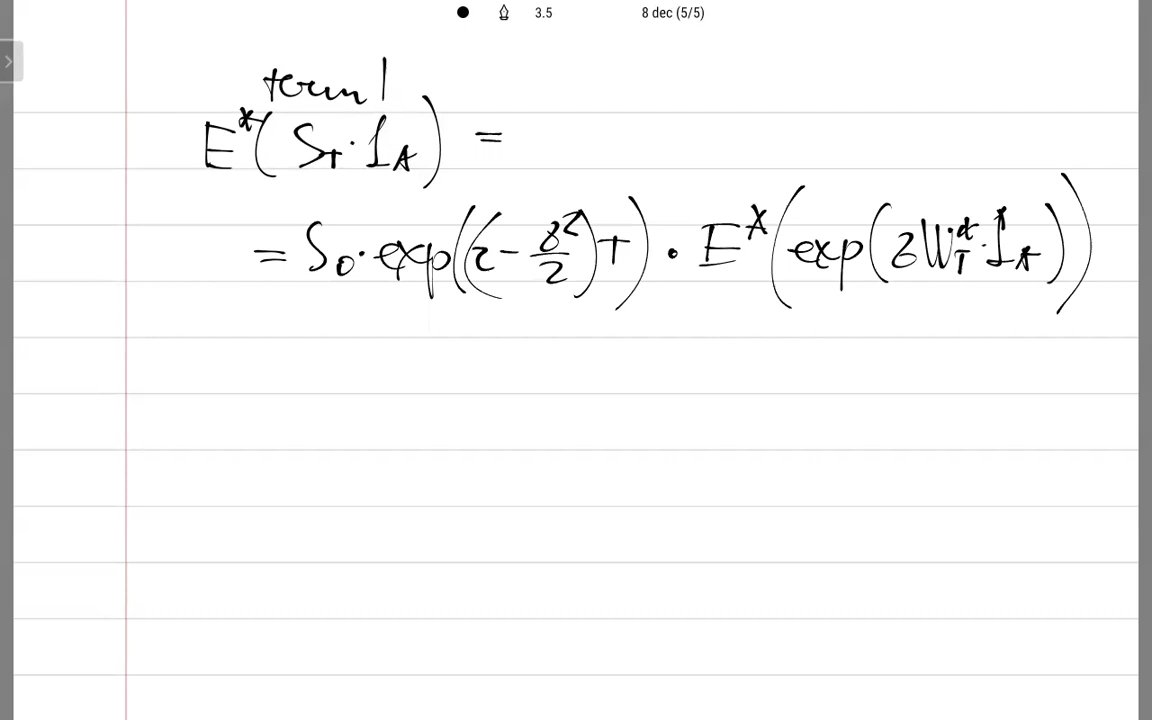 3.5 8 dec (5/5)
term 1
E*(S_T · 1_A) =
= S_0 · exp((r - σ²/2)T) · E*(exp(σW*_T · 1_A))